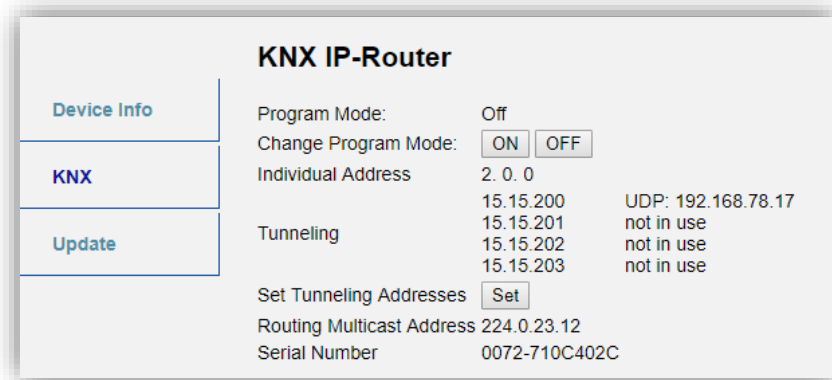 KNX IP-Router
Device Info
KNX
Update
Program Mode: Off
Change Program Mode: ON OFF
Individual Address 2. 0. 0
Tunneling
15.15.200 UDP: 192.168.78.17
15.15.201 not in use
15.15.202 not in use
15.15.203 not in use
Set Tunneling Addresses Set
Routing Multicast Address 224.0.23.12
Serial Number 0072-710C402C